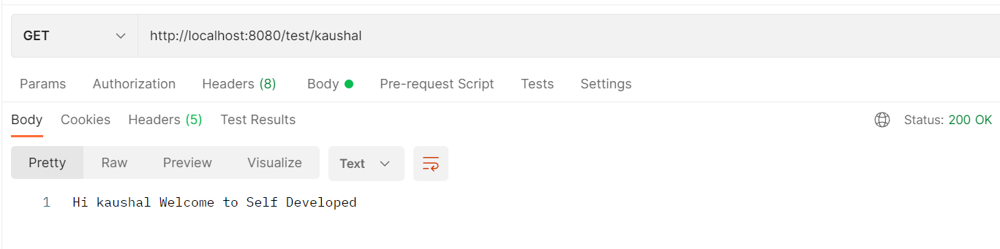 GET http://localhost:8080/test/kaushal
Params Authorization Headers (8) Body Pre-request Script Tests Settings
Body Cookies Headers (5) Test Results Status: 200 OK
Pretty Raw Preview Visualize Text
1 Hi kaushal Welcome to Self Developed